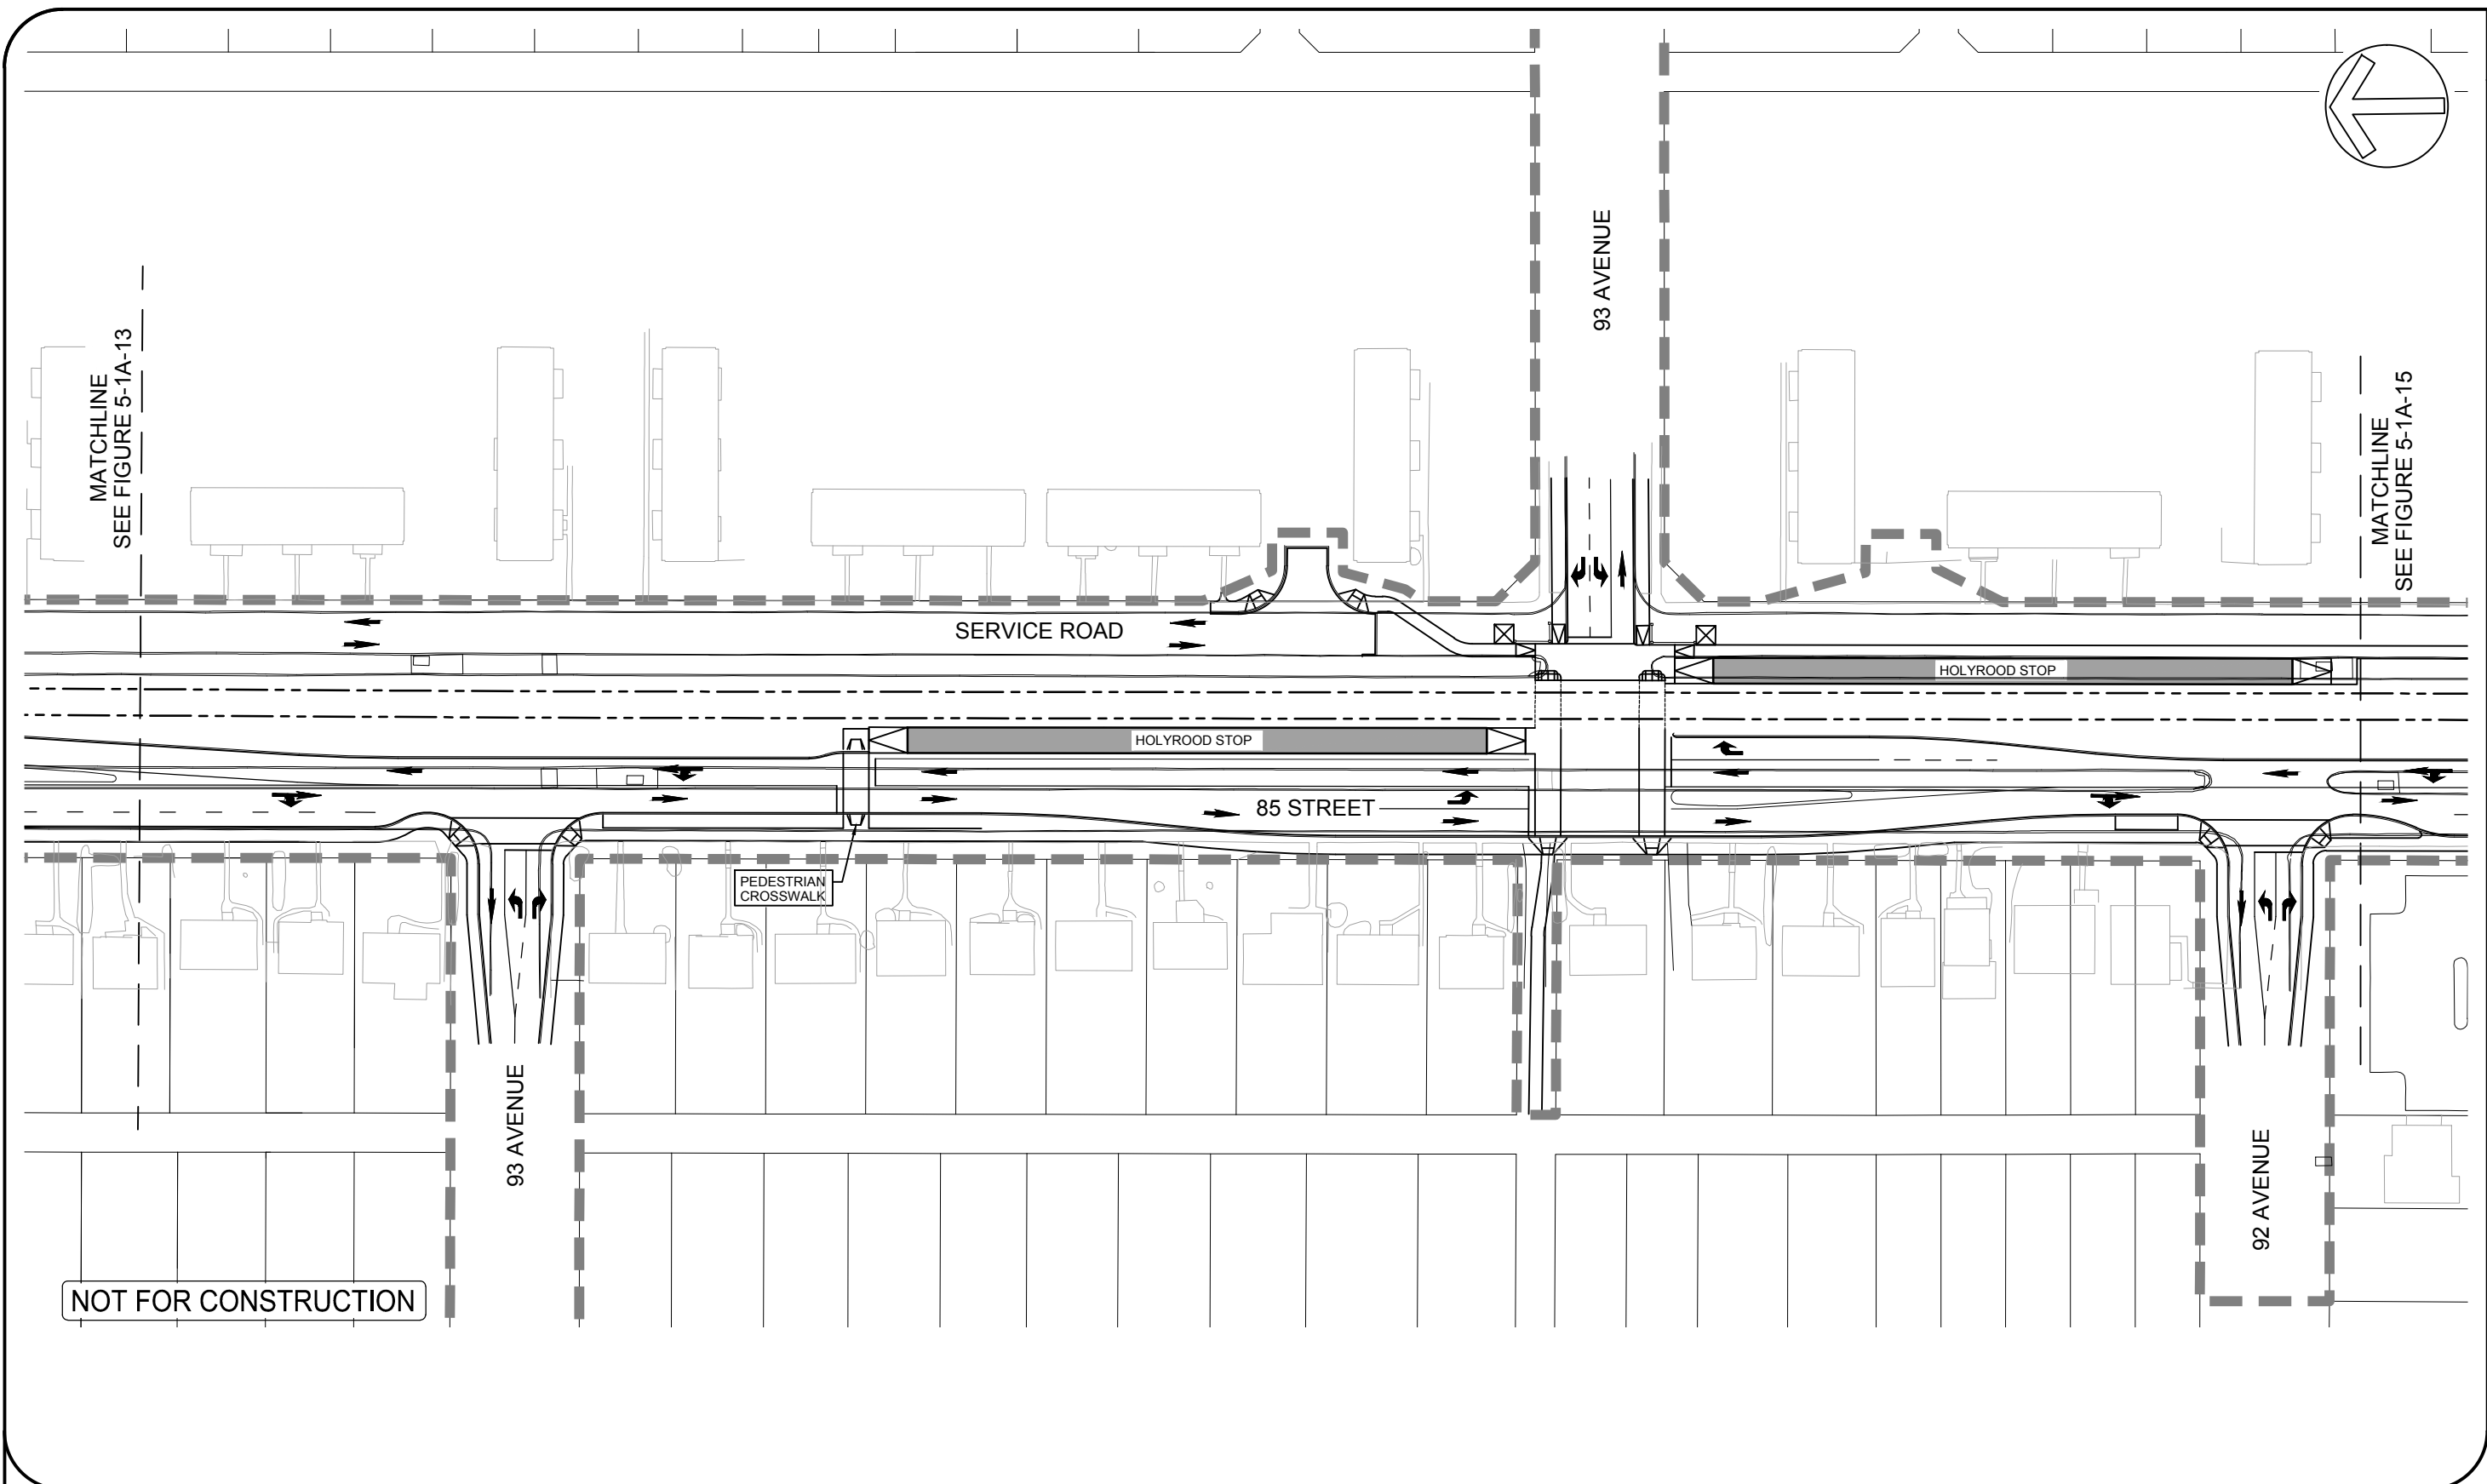 93 AVENUE
MATCHLINE
SEE FIGURE 5-1A-13
MATCHLINE
SEE FIGURE 5-1A-15
SERVICE ROAD
HOLYROOD STOP
HOLYROOD STOP
85 STREET
PEDESTRIAN
CROSSWALK
93 AVENUE
92 AVENUE
NOT FOR CONSTRUCTION